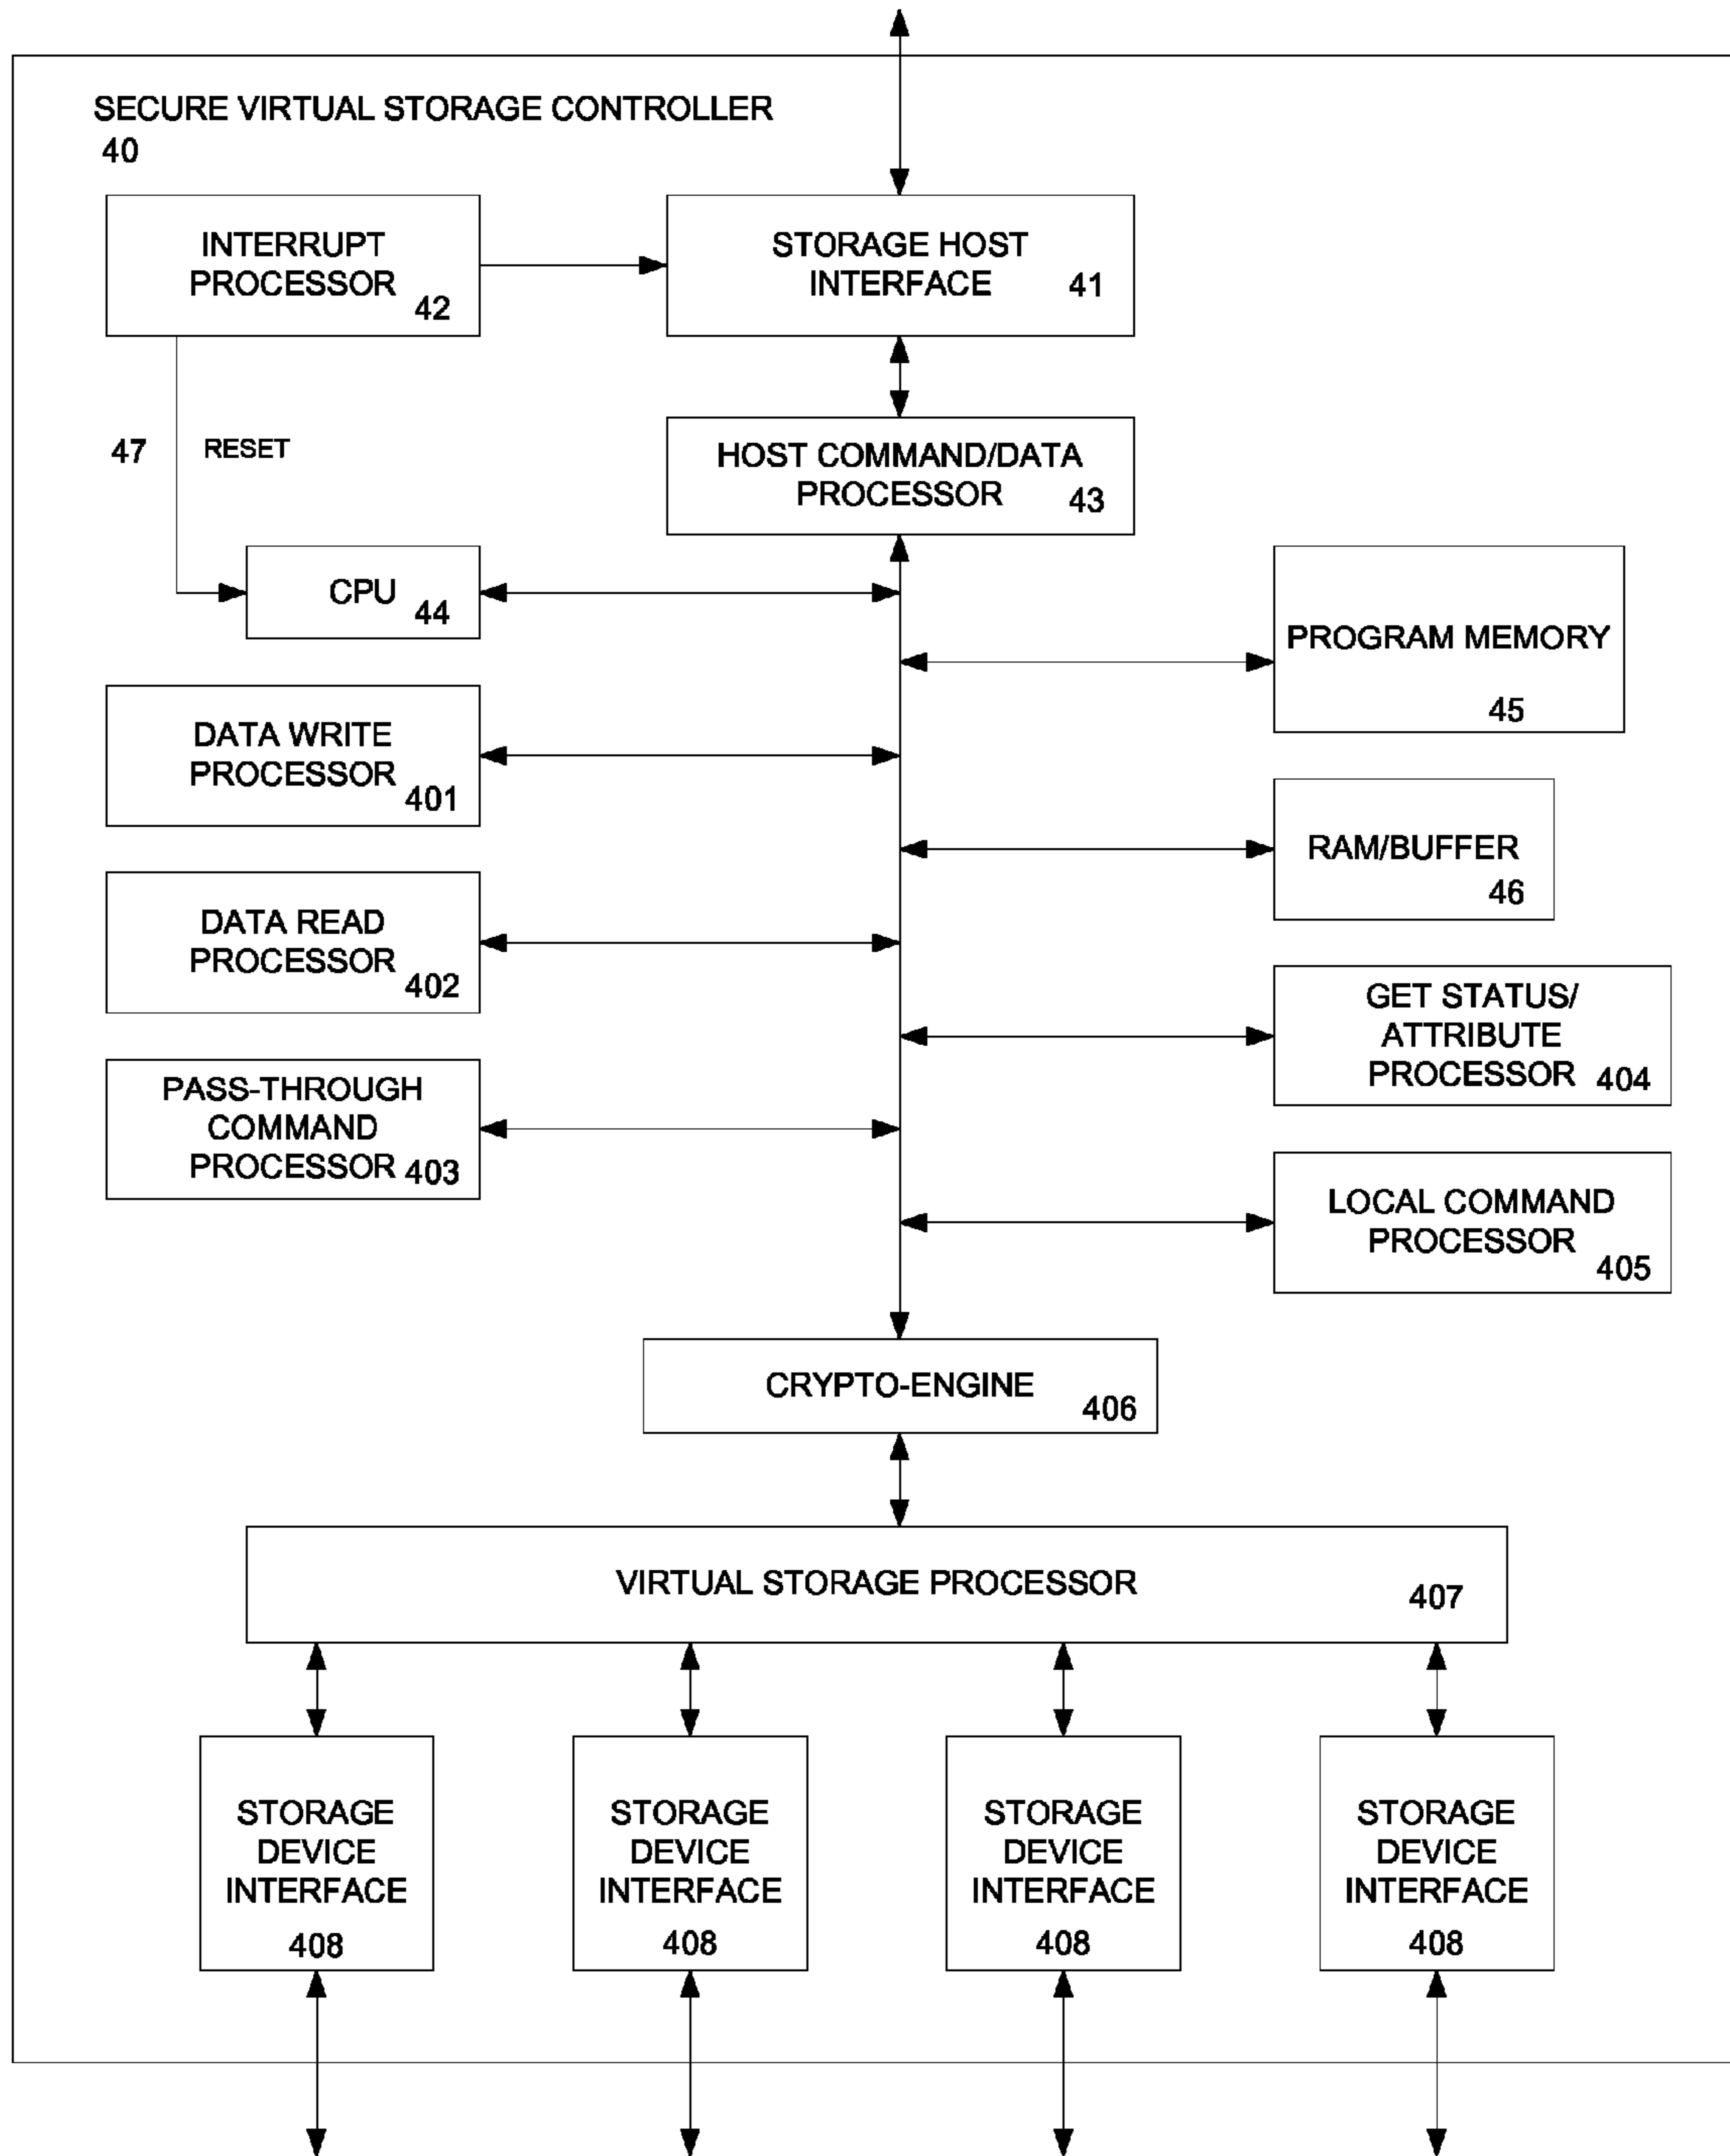 SECURE VIRTUAL STORAGE CONTROLLER
40
INTERRUPT
PROCESSOR
42
STORAGE HOST
INTERFACE
41
47
RESET
HOST COMMAND/DATA
PROCESSOR
43
CPU
44
PROGRAM MEMORY
45
DATA WRITE
PROCESSOR
401
RAM/BUFFER
46
DATA READ
PROCESSOR
402
GET STATUS/
ATTRIBUTE
PROCESSOR 404
PASS-THROUGH
COMMAND
PROCESSOR 403
LOCAL COMMAND
PROCESSOR
405
CRYPTO-ENGINE
406
VIRTUAL STORAGE PROCESSOR
407
STORAGE
DEVICE
INTERFACE
408
STORAGE
DEVICE
INTERFACE
408
STORAGE
DEVICE
INTERFACE
408
STORAGE
DEVICE
INTERFACE
408